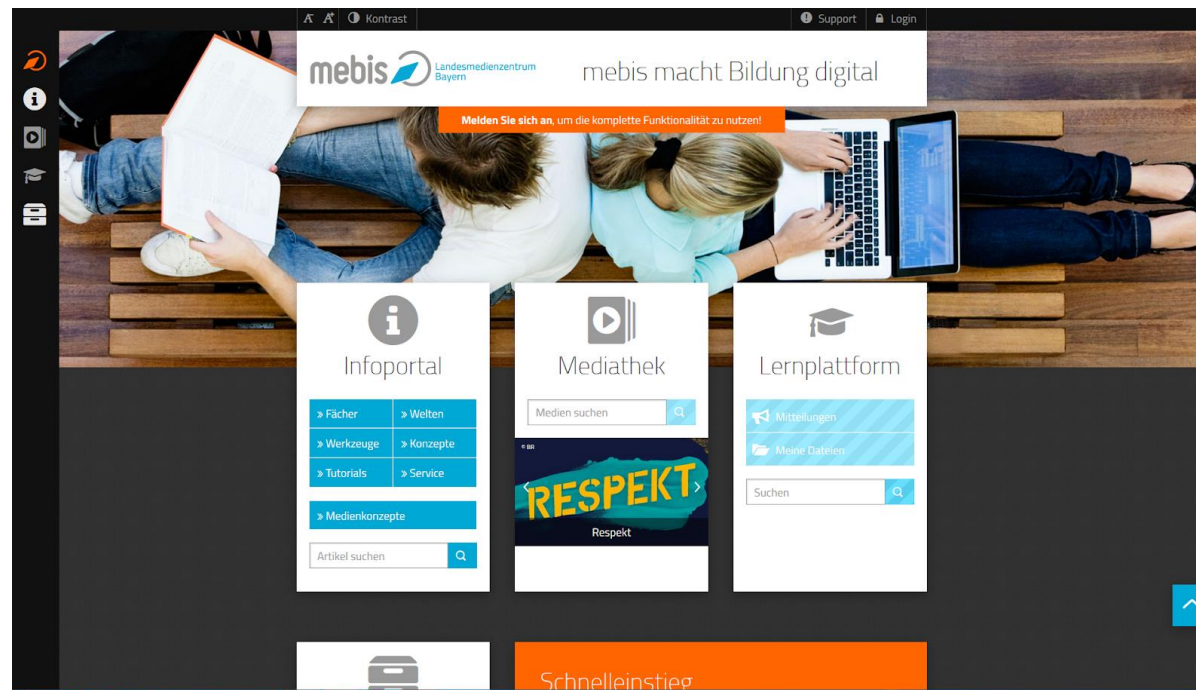 A- A+ Kontrast
Support Login
mebis Landesmedienzentrum
Bayern
mebis macht Bildung digital
Melden Sie sich an, um die komplette Funktionalität zu nutzen!
Infoportal
» Fächer » Welten
» Werkzeuge » Konzepte
» Tutorials » Service
» Medienkonzepte
Artikel suchen
Mediathek
Medien suchen
© BR
RESPEKT
Respekt
Lernplattform
Mitteilungen
Meine Dateien
Suchen
Schnelleinstieg